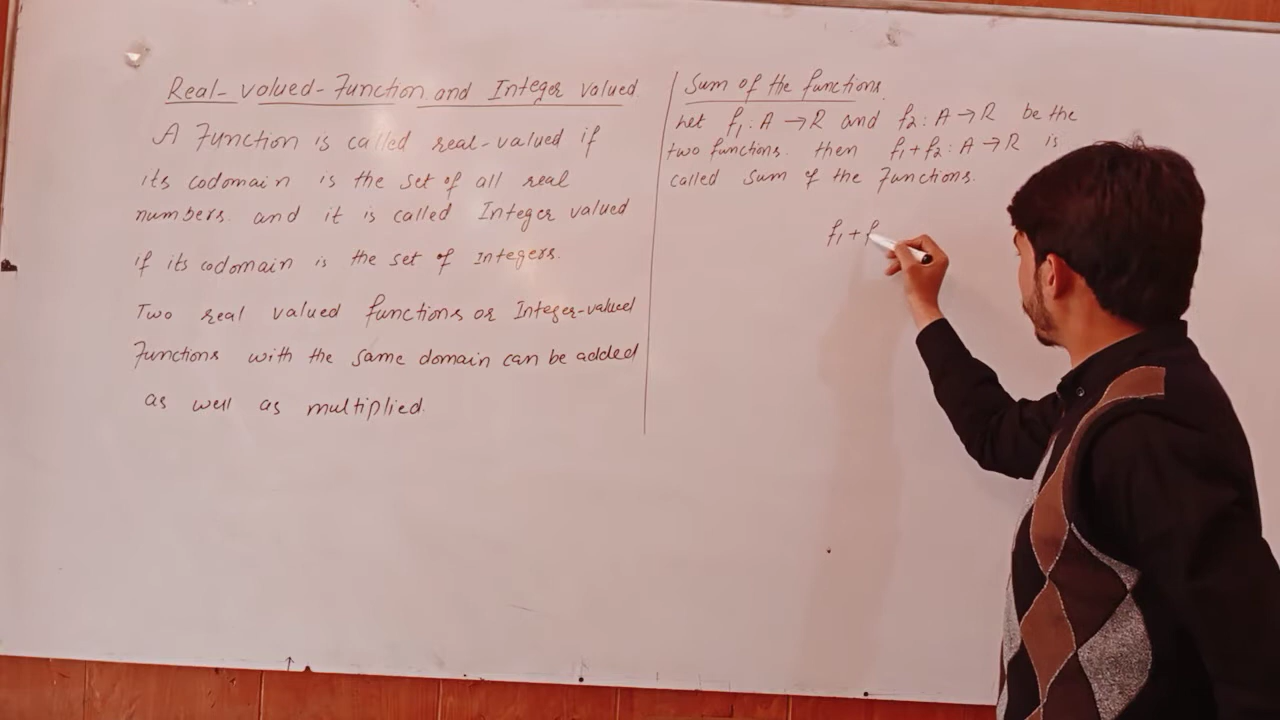 Real-valued-Function and Integer valued
A Function is called real-valued if
its codomain is the set of all real
numbers. and it is called Integer valued
if its codomain is the set of Integers.
Two real valued functions or Integer-valued
Functions with the same domain can be added
as well as multiplied.
Sum of the functions.
Let f₁: A → R and f₂: A → R be the
two functions. then f₁+f₂: A → R is
called Sum of the Functions.
f₁ + f